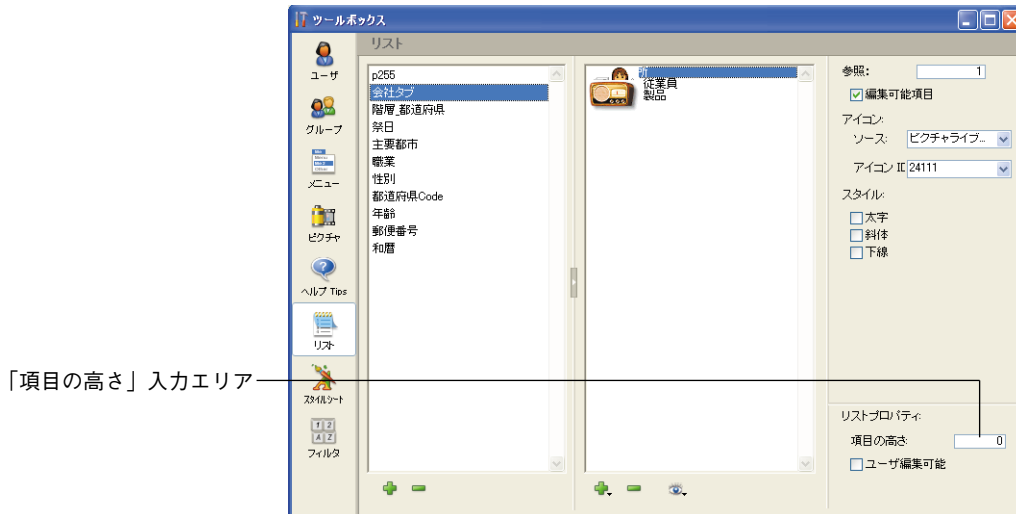 ツールボックス
リスト
ユーザ
グループ
メニュー
ピクチャ
ヘルプ Tips
リスト
スタイルシート
フィルタ
p255
会社タブ
階層_都道府県
祭日
主要都市
職業
性別
都道府県Code
年齢
郵便番号
和暦
従業員
製品
参照: 1
編集可能項目
アイコン:
ソース: ピクチャライブ...
アイコン ID 24111
スタイル:
太字
斜体
下線
「項目の高さ」入力エリア
リストプロパティ:
項目の高さ: 0
ユーザ編集可能